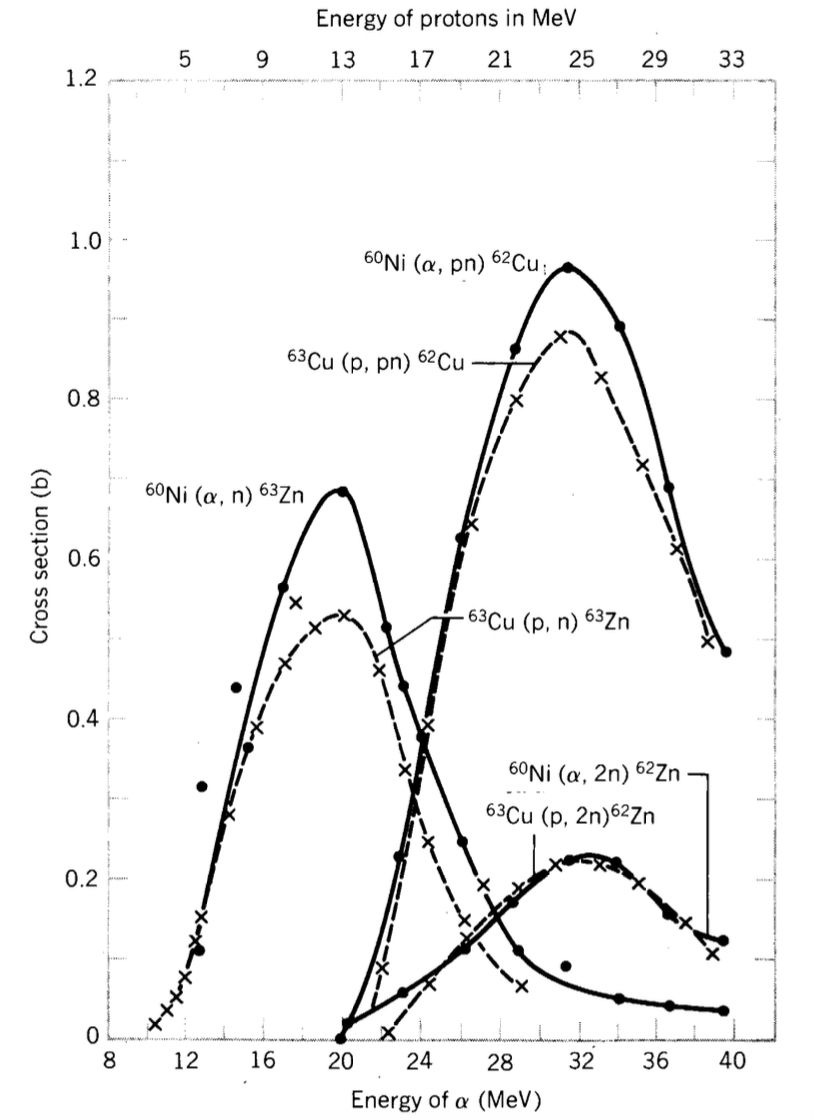 Energy of protons in MeV
5 9 13 17 21 25 29 33
1.2
1.0
⁶⁰Ni (α, pn) ⁶²Cu
⁶³Cu (p, pn) ⁶²Cu
0.8
⁶⁰Ni (α, n) ⁶³Zn
0.6
⁶³Cu (p, n) ⁶³Zn
Cross section (b)
0.4
⁶⁰Ni (α, 2n) ⁶²Zn
⁶³Cu (p, 2n)⁶²Zn
0.2
0
8 12 16 20 24 28 32 36 40
Energy of α (MeV)